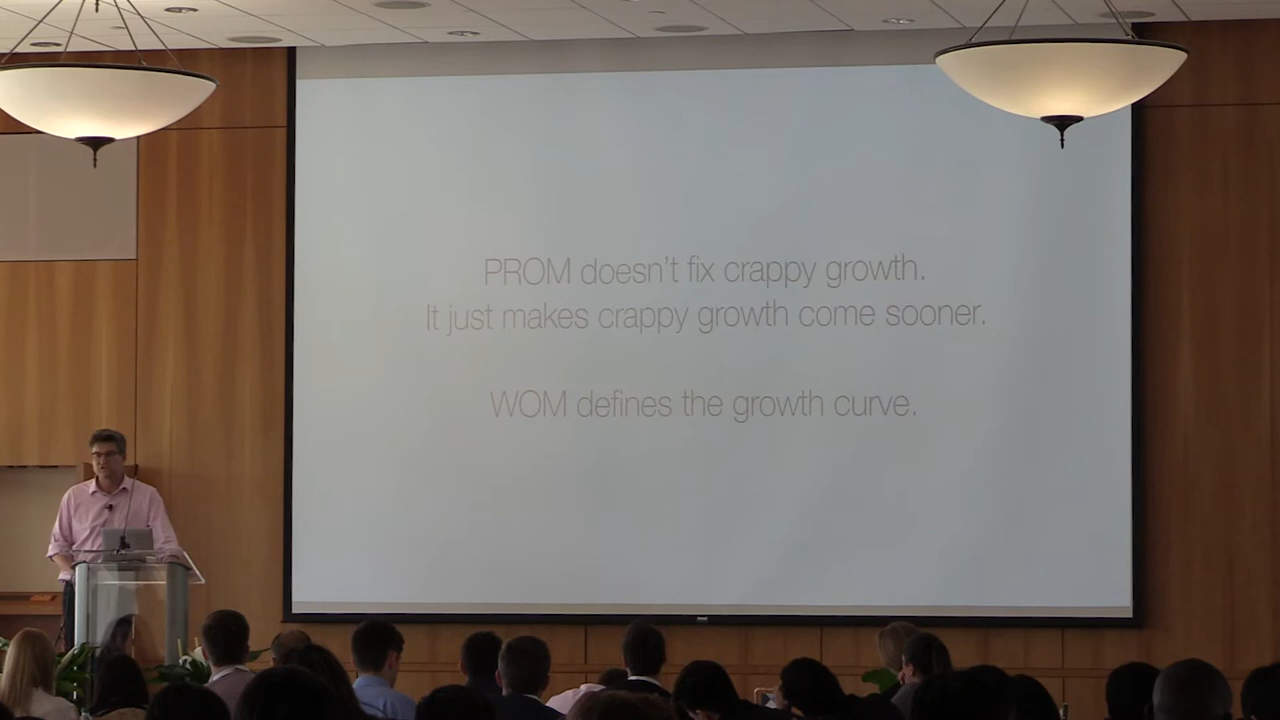 PROM doesn't fix crappy growth.
It just makes crappy growth come sooner.
WOM defines the growth curve.